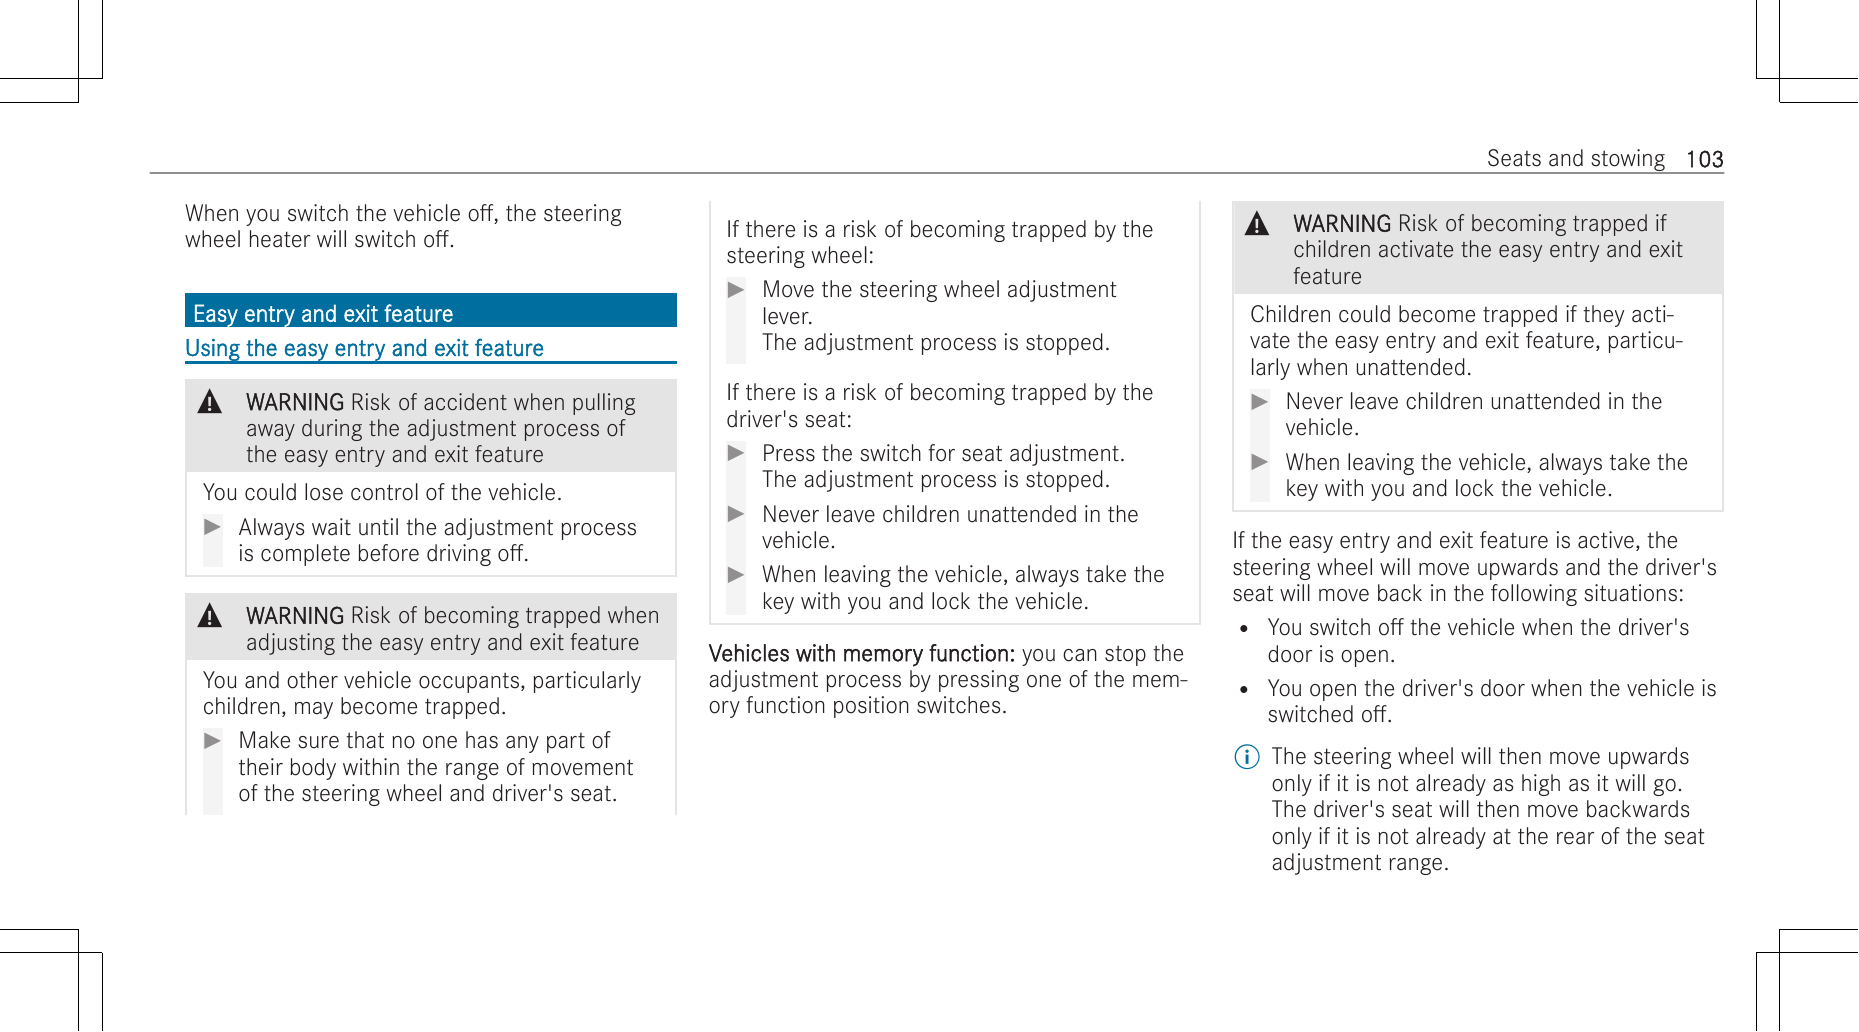 Seats and stowing 103
When you switch the vehicle off, the steering
wheel heater will switch off.
Easy entry and exit feature
Using the easy entry and exit feature
WARNING Risk of accident when pulling
away during the adjustment process of
the easy entry and exit feature
You could lose control of the vehicle.
▶ Always wait until the adjustment process
is complete before driving off.
WARNING Risk of becoming trapped when
adjusting the easy entry and exit feature
You and other vehicle occupants, particularly
children, may become trapped.
▶ Make sure that no one has any part of
their body within the range of movement
of the steering wheel and driver's seat.
If there is a risk of becoming trapped by the
steering wheel:
▶ Move the steering wheel adjustment
lever.
The adjustment process is stopped.
If there is a risk of becoming trapped by the
driver's seat:
▶ Press the switch for seat adjustment.
The adjustment process is stopped.
▶ Never leave children unattended in the
vehicle.
▶ When leaving the vehicle, always take the
key with you and lock the vehicle.
Vehicles with memory function: you can stop the
adjustment process by pressing one of the mem-
ory function position switches.
WARNING Risk of becoming trapped if
children activate the easy entry and exit
feature
Children could become trapped if they acti-
vate the easy entry and exit feature, particu-
larly when unattended.
▶ Never leave children unattended in the
vehicle.
▶ When leaving the vehicle, always take the
key with you and lock the vehicle.
If the easy entry and exit feature is active, the
steering wheel will move upwards and the driver's
seat will move back in the following situations:
• You switch off the vehicle when the driver's
door is open.
• You open the driver's door when the vehicle is
switched off.
The steering wheel will then move upwards
only if it is not already as high as it will go.
The driver's seat will then move backwards
only if it is not already at the rear of the seat
adjustment range.